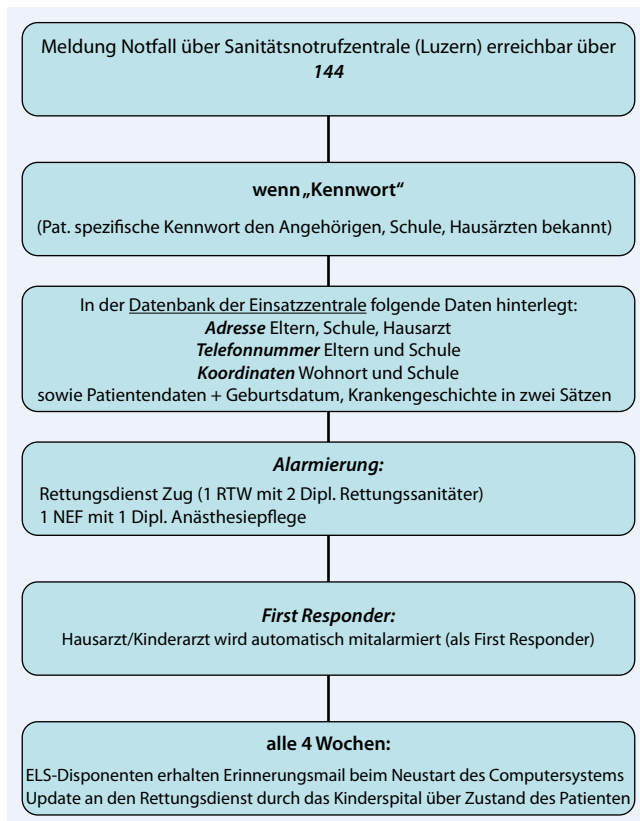 Meldung Notfall über Sanitätsnotrufzentrale (Luzern) erreichbar über
144
wenn „Kennwort“
(Pat. spezifische Kennwort den Angehörigen, Schule, Hausärzten bekannt)
In der Datenbank der Einsatzzentrale folgende Daten hinterlegt:
Adresse Eltern, Schule, Hausarzt
Telefonnummer Eltern und Schule
Koordinaten Wohnort und Schule
sowie Patientendaten + Geburtsdatum, Krankengeschichte in zwei Sätzen
Alarmierung:
Rettungsdienst Zug (1 RTW mit 2 Dipl. Rettungssanitäter)
1 NEF mit 1 Dipl. Anästhesiepflege
First Responder:
Hausarzt/Kinderarzt wird automatisch mitalarmiert (als First Responder)
alle 4 Wochen:
ELS-Disponenten erhalten Erinnerungsmail beim Neustart des Computersystems
Update an den Rettungsdienst durch das Kinderspital über Zustand des Patienten